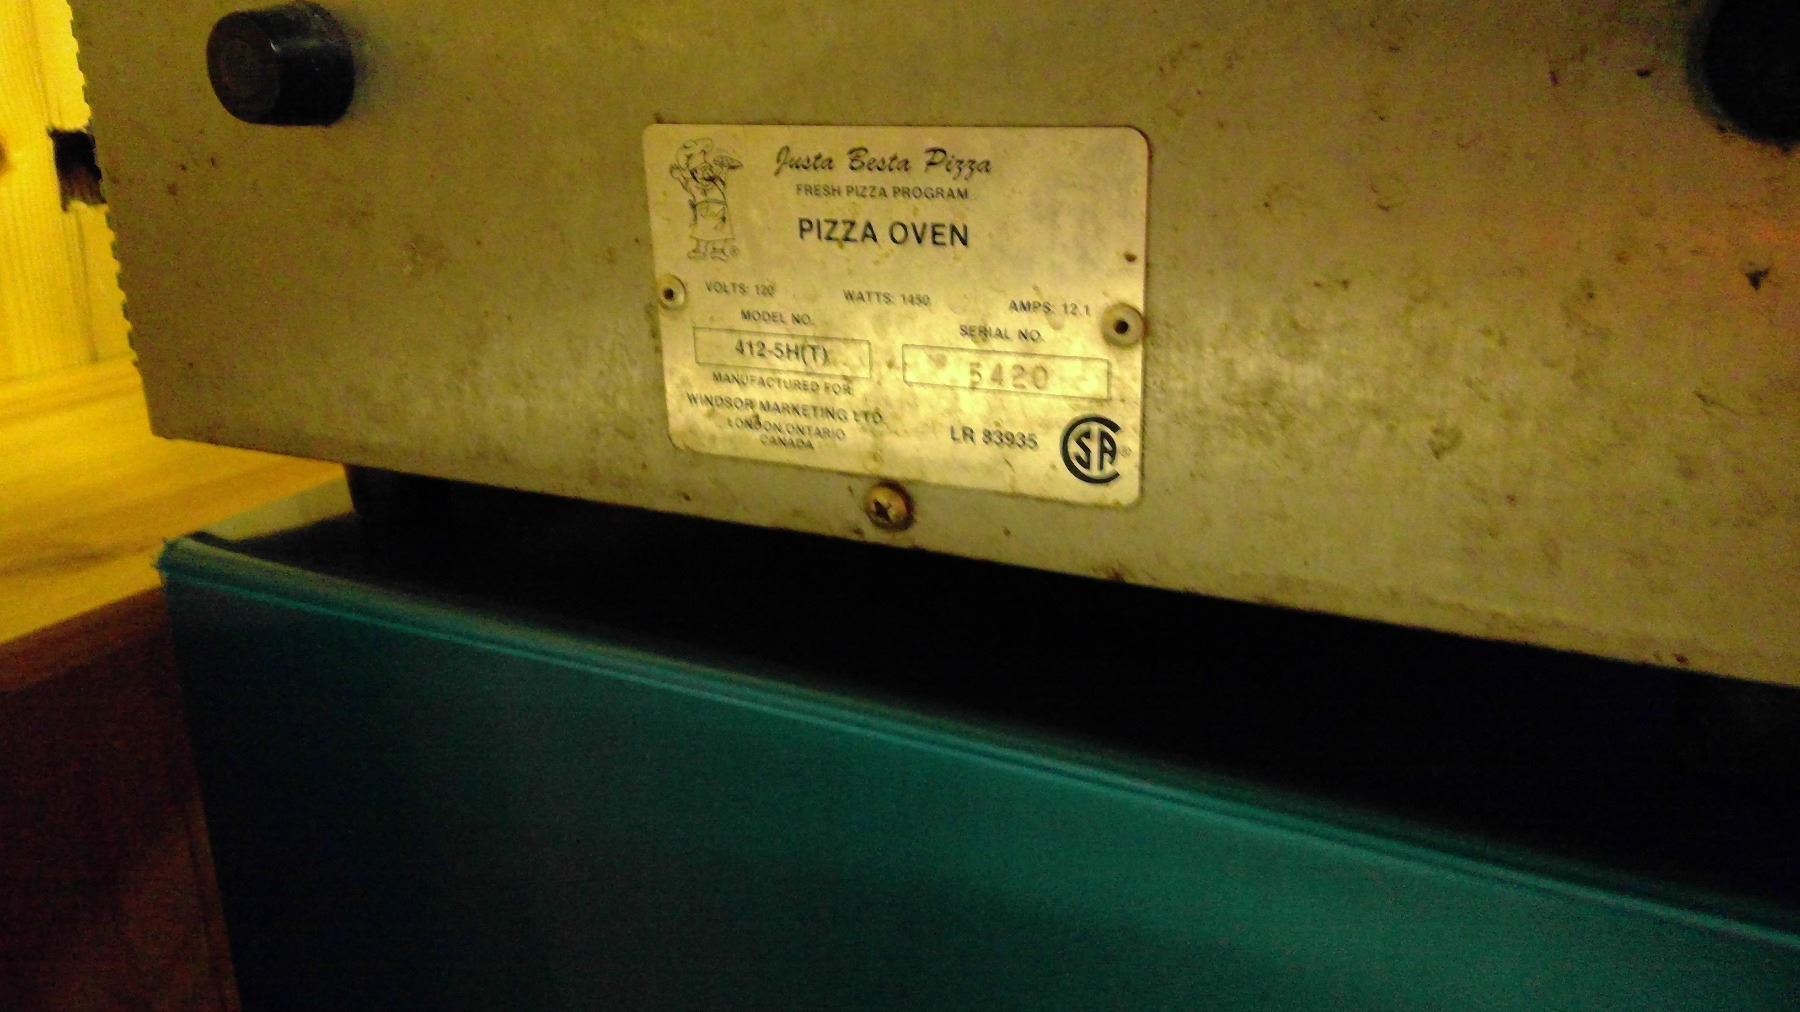 Justa Besta Pizza
FRESH PIZZA PROGRAM
PIZZA OVEN
VOLTS: 120 WATTS: 1450 AMPS: 12.1
MODEL NO. SERIAL NO.
412-5H(T) 5420
MANUFACTURED FOR
WINDSOR MARKETING LTD.
LONDON, ONTARIO
CANADA
LR 83935 CSA®